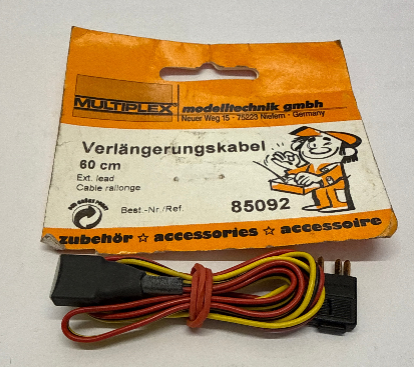 MULTIPLEX®
modelltechnik gmbh
Neuer Weg 15 · 75223 Niefern · Germany
Verlängerungskabel
60 cm
Ext. lead
Cable rallonge
Best.-Nr./Ref.
85092
zubehör ☆ accessories ☆ accessoire